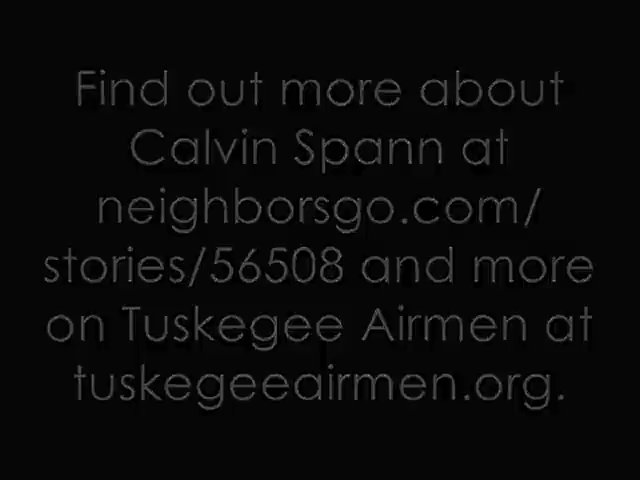 Find out more about
Calvin Spann at
neighborsgo.com/
stories/56508 and more
on Tuskegee Airmen at
tuskegeeairmen.org.